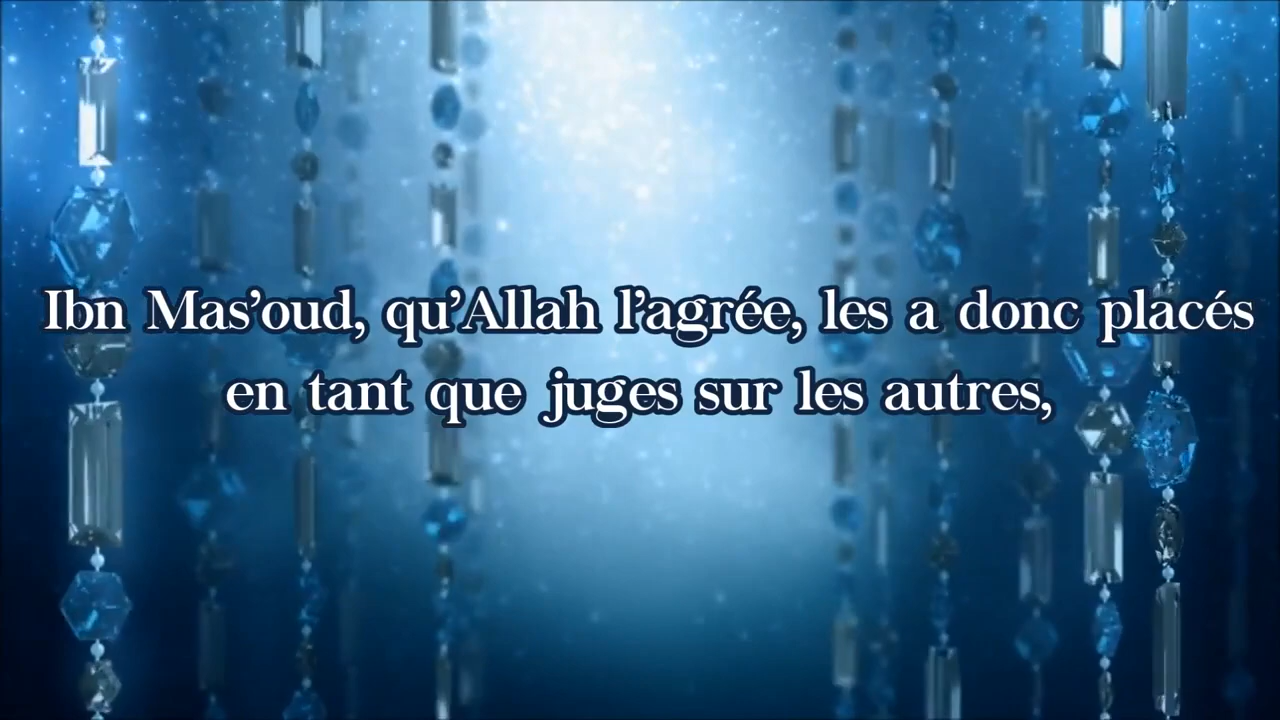 Ibn Mas’oud, qu’Allah l’agrée, les a donc placés
en tant que juges sur les autres,